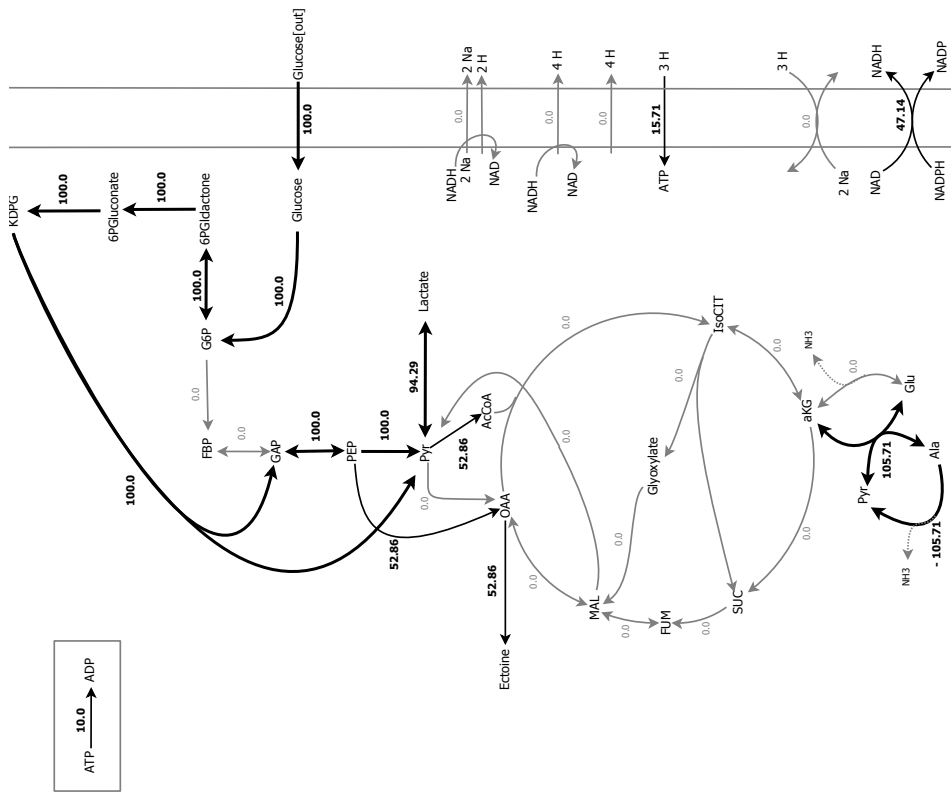 ATP
10.0
ADP
KDPG
100.0
6PGluconate
100.0
6PGldactone
100.0
G6P
100.0
Glucose
100.0
Glucose[out]
0.0
FBP
0.0
GAP
100.0
100.0
PEP
100.0
Pyr
94.29
Lactate
52.86
AcCoA
52.86
0.0
OAA
52.86
Ectoine
0.0
0.0
IsoCIT
0.0
0.0
Glyoxylate
0.0
0.0
MAL
0.0
FUM
0.0
SUC
0.0
aKG
NH3
0.0
Glu
105.71
Pyr
Ala
NH3
- 105.71
NADH
2 Na
NAD
0.0
2 Na
2 H
NADH
NAD
0.0
4 H
0.0
4 H
ATP
15.71
3 H
3 H
0.0
2 Na
NAD
47.14
NADH
NADPH
NADP